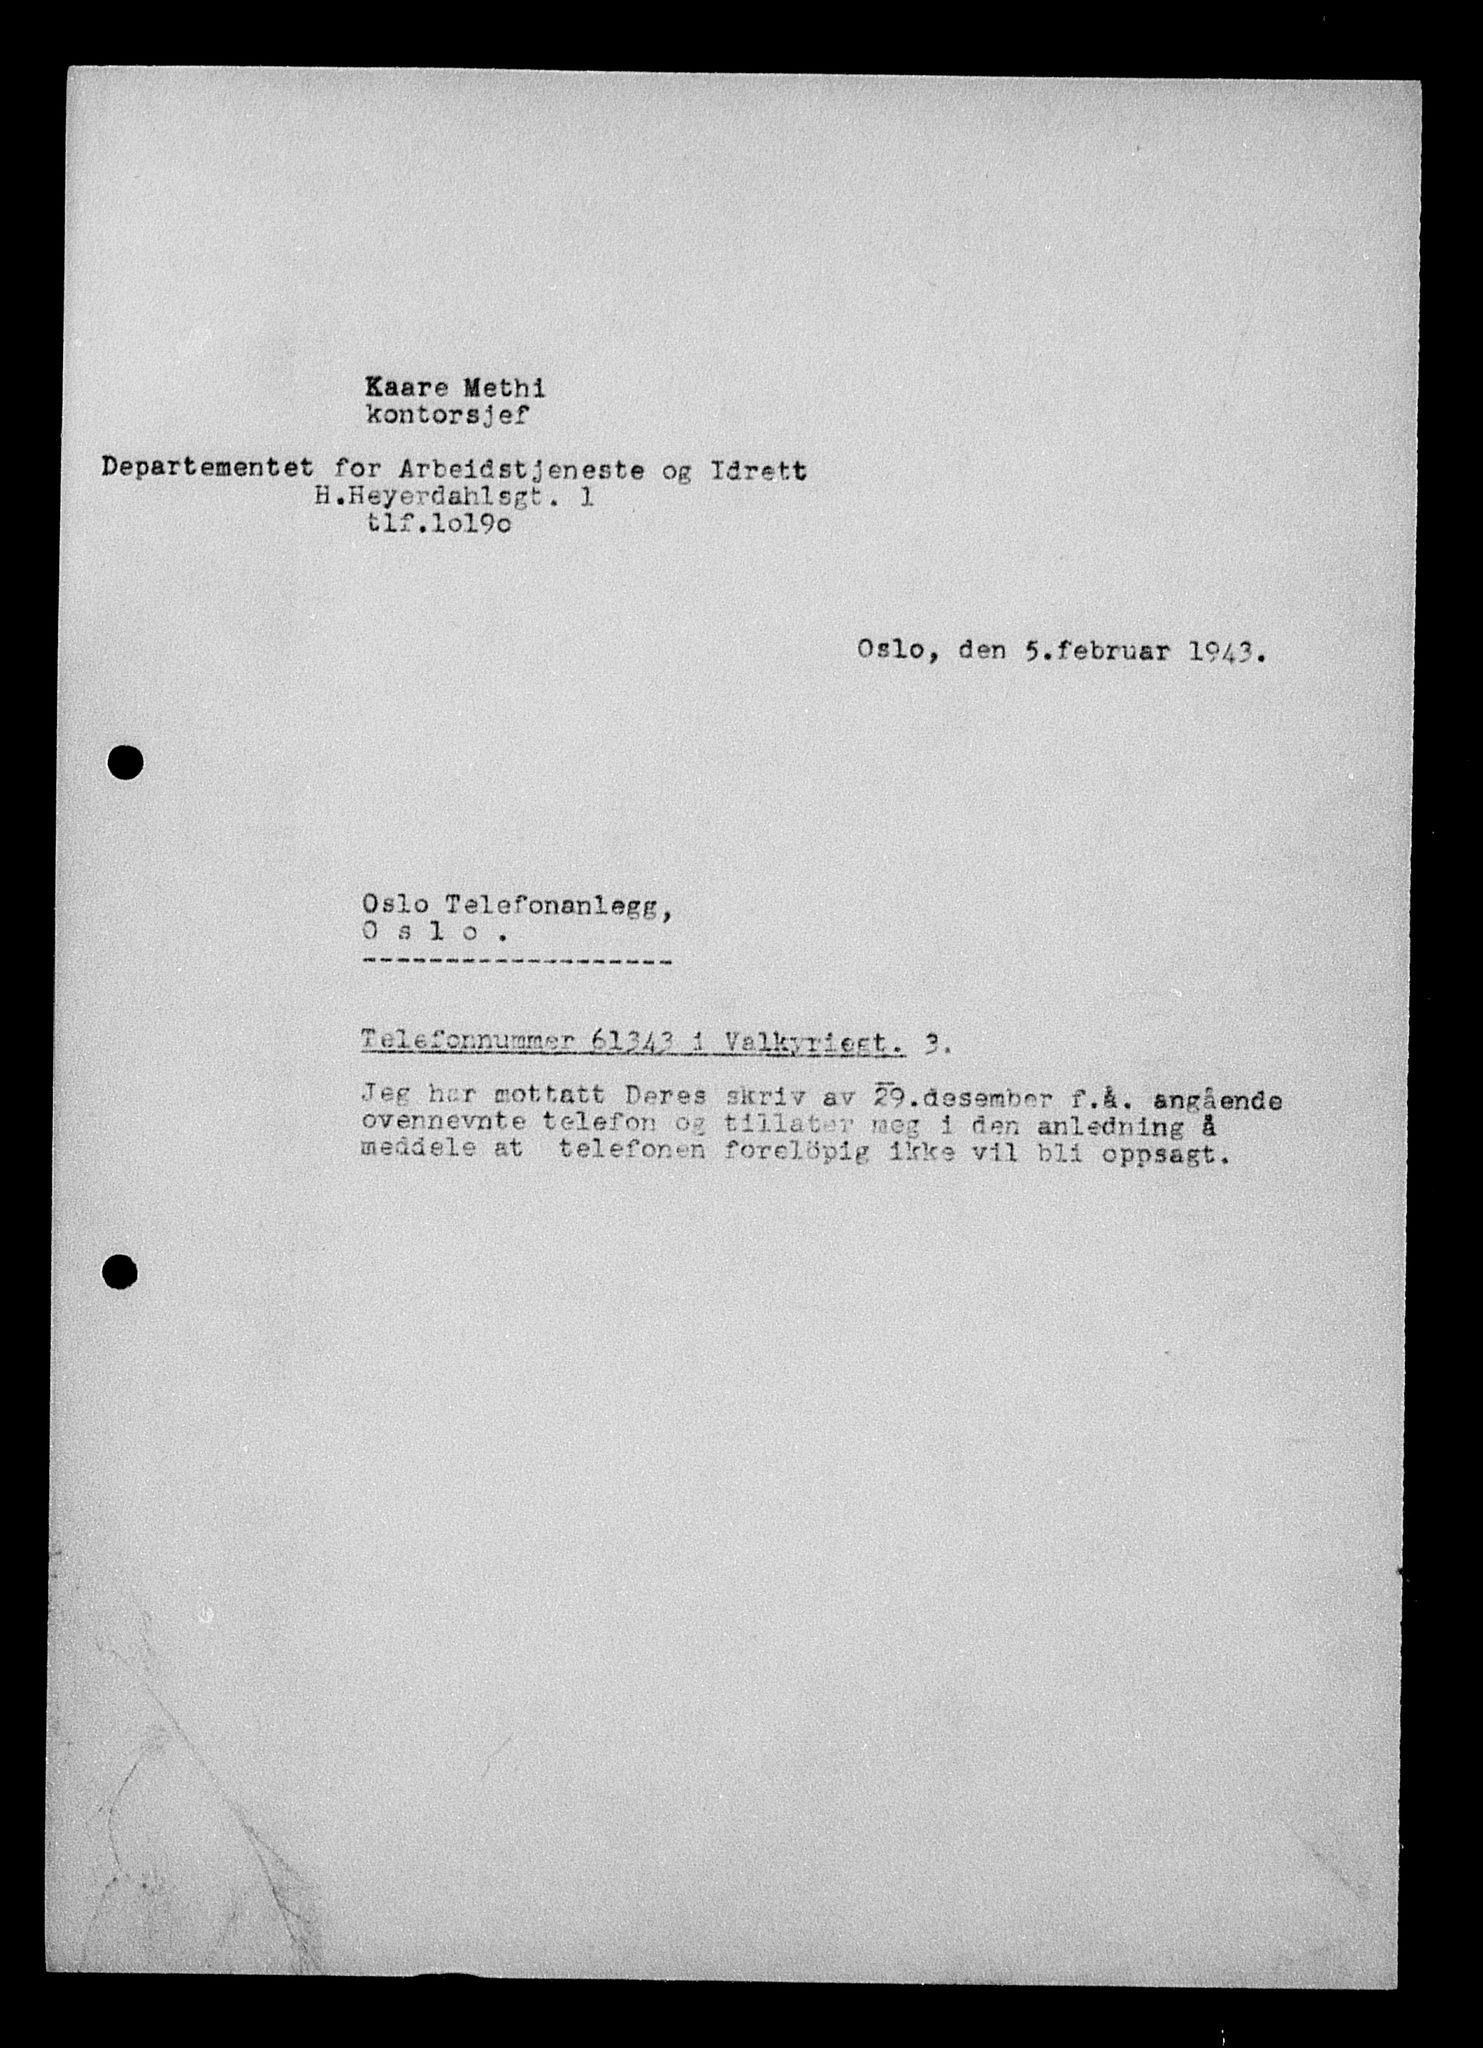 Kaare Methi
kontorsjef
Departementet for Arbeidstjeneste og Idrett
H.Heyerdahlsgt. 1
tlf.1o19o
Oslo, den 5.februar 1943.
Oslo Telefonanlegg,
O s l o .
-------------------
Telefonnummer 61343 i Valkyriegt. 3.
Jeg har mottatt Deres skriv av 29.desember f.å. angående
ovennevnte telefon og tillater meg i den anledning å
meddele at  telefonen forelöpig ikke vil bli oppsagt.